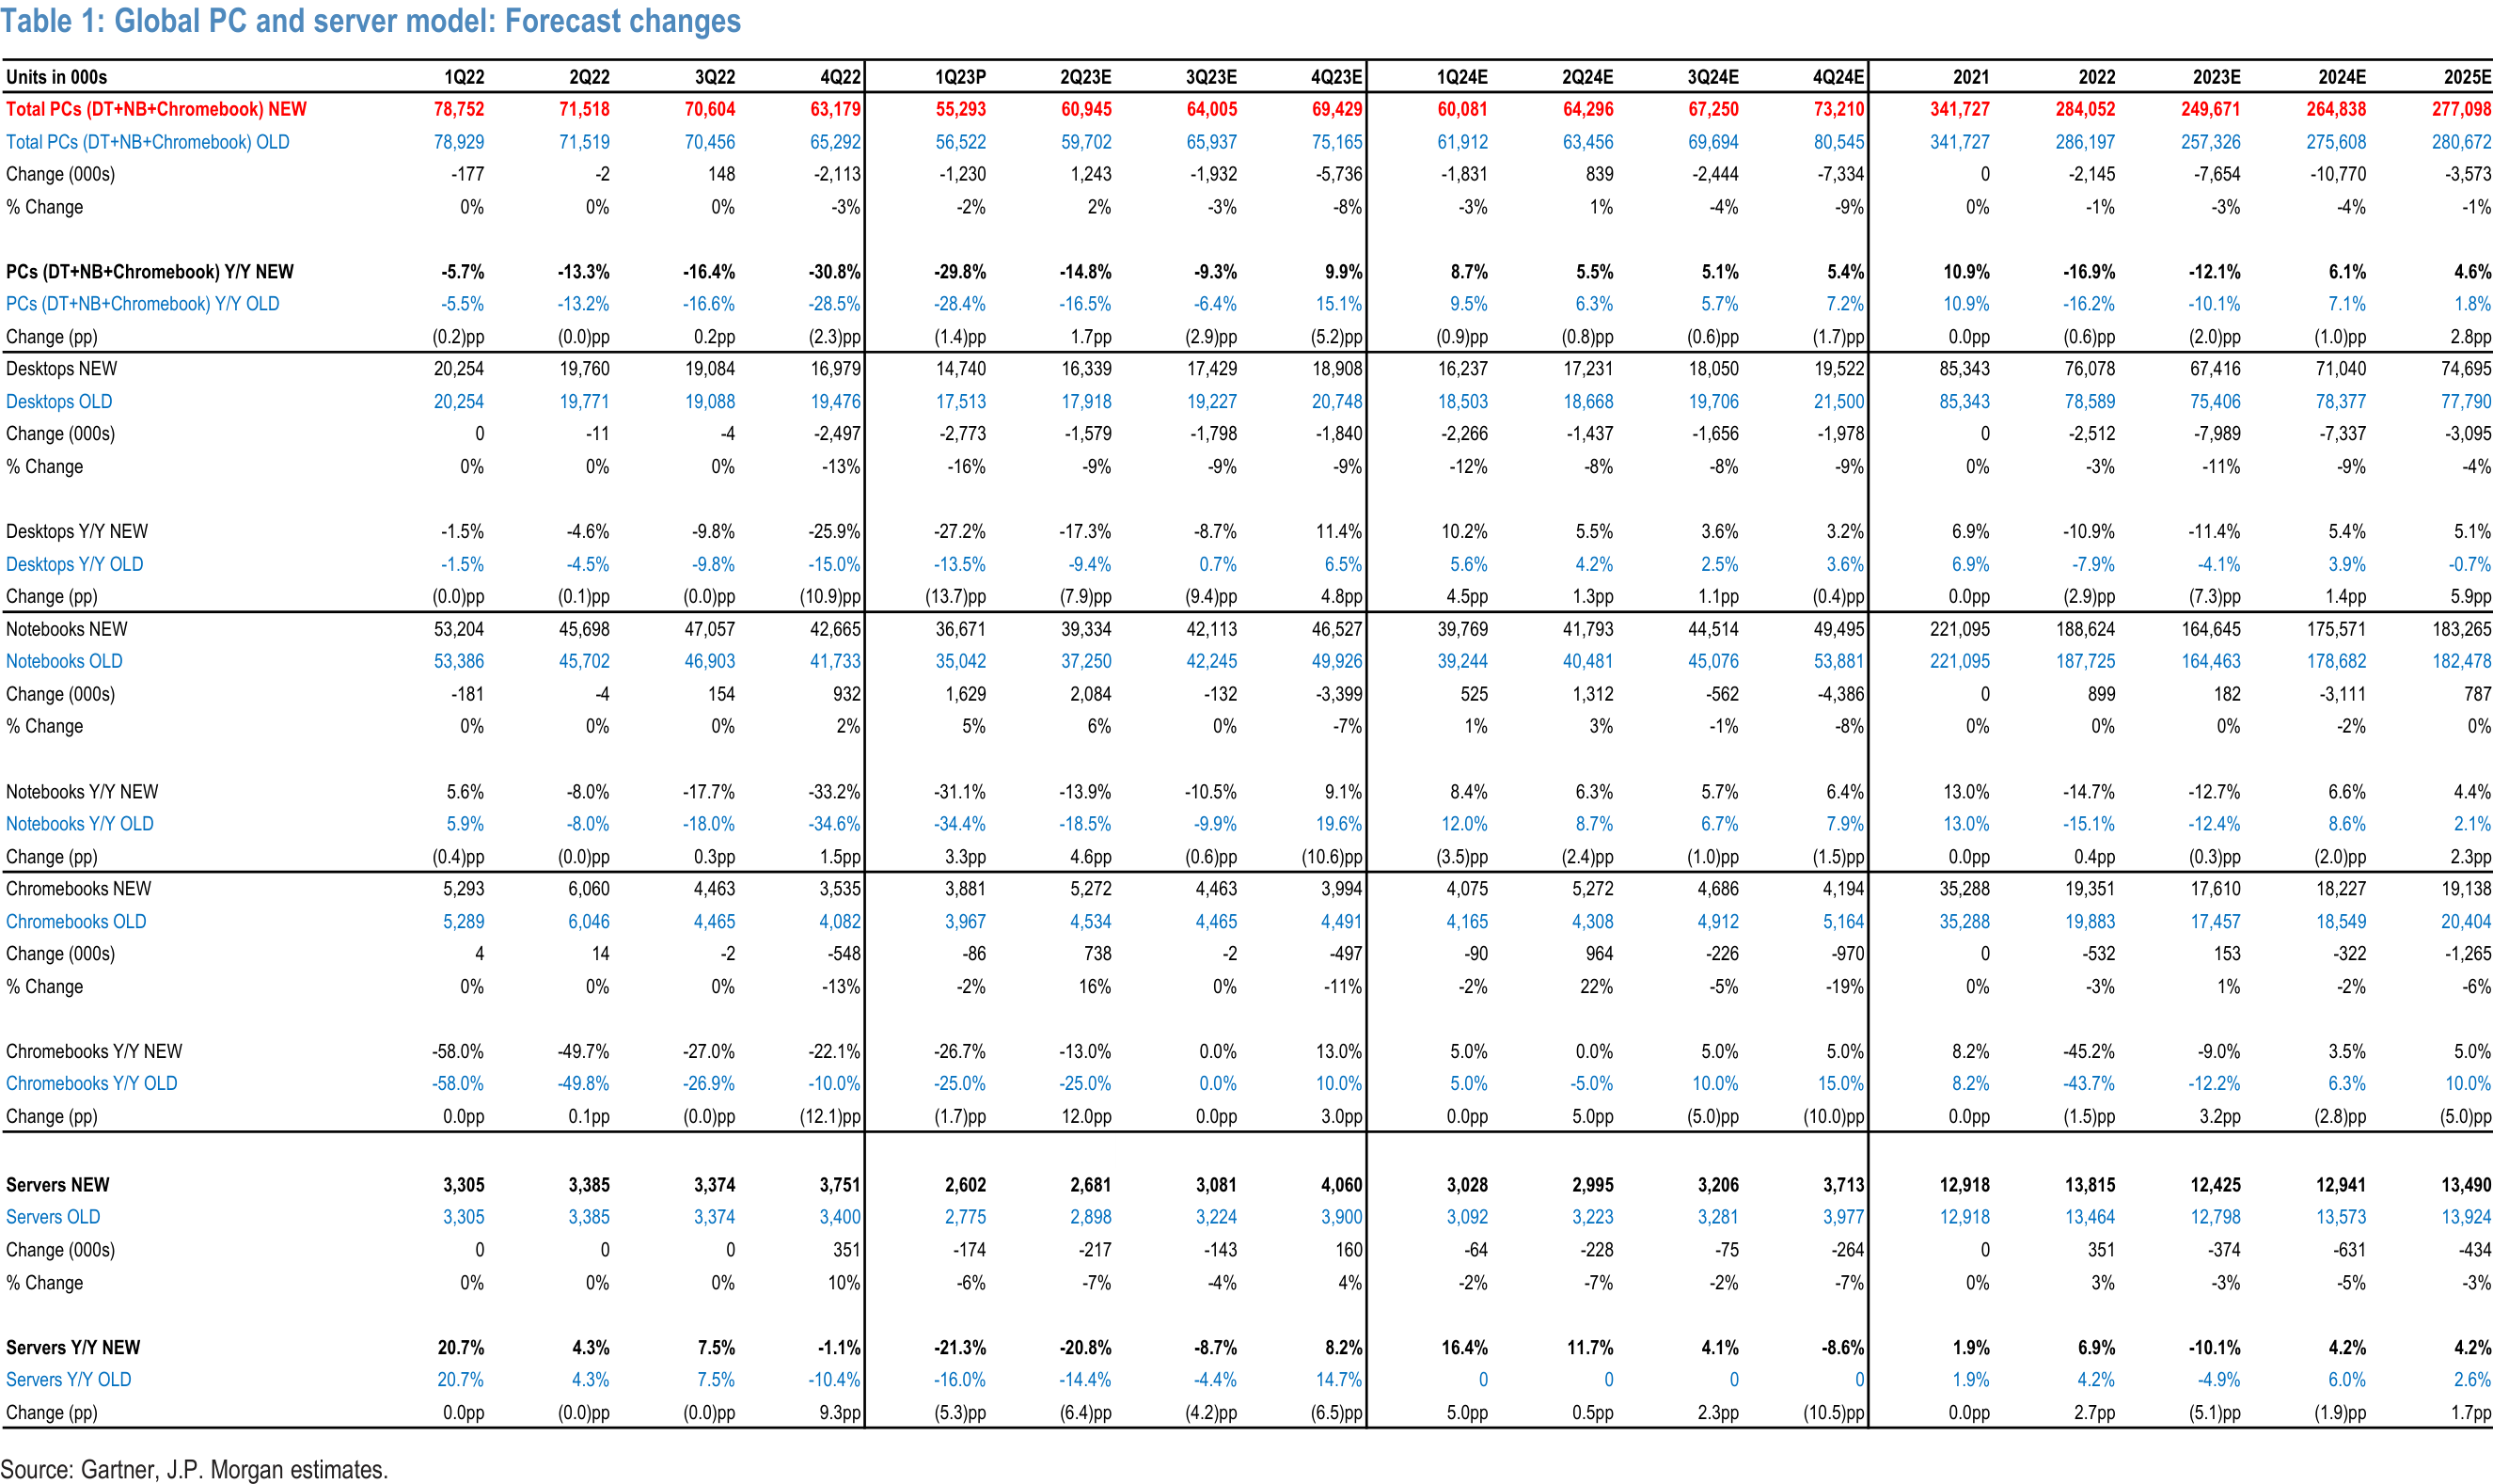 Table 1: Global PC and server model: Forecast changes
Units in 000s 1Q22 2Q22 3Q22 4Q22 1Q23P 2Q23E 3Q23E 4Q23E 1Q24E 2Q24E 3Q24E 4Q24E 2021 2022 2023E 2024E 2025E
Total PCs (DT+NB+Chromebook) NEW 78,752 71,518 70,604 63,179 55,293 60,945 64,005 69,429 60,081 64,296 67,250 73,210 341,727 284,052 249,671 264,838 277,098
Total PCs (DT+NB+Chromebook) OLD 78,929 71,519 70,456 65,292 56,522 59,702 65,937 75,165 61,912 63,456 69,694 80,545 341,727 286,197 257,326 275,608 280,672
Change (000s) -177 -2 148 -2,113 -1,230 1,243 -1,932 -5,736 -1,831 839 -2,444 -7,334 0 -2,145 -7,654 -10,770 -3,573
% Change 0% 0% 0% -3% -2% 2% -3% -8% -3% 1% -4% -9% 0% -1% -3% -4% -1%
PCs (DT+NB+Chromebook) Y/Y NEW -5.7% -13.3% -16.4% -30.8% -29.8% -14.8% -9.3% 9.9% 8.7% 5.5% 5.1% 5.4% 10.9% -16.9% -12.1% 6.1% 4.6%
PCs (DT+NB+Chromebook) Y/Y OLD -5.5% -13.2% -16.6% -28.5% -28.4% -16.5% -6.4% 15.1% 9.5% 6.3% 5.7% 7.2% 10.9% -16.2% -10.1% 7.1% 1.8%
Change (pp) (0.2)pp (0.0)pp 0.2pp (2.3)pp (1.4)pp 1.7pp (2.9)pp (5.2)pp (0.9)pp (0.8)pp (0.6)pp (1.7)pp 0.0pp (0.6)pp (2.0)pp (1.0)pp 2.8pp
Desktops NEW 20,254 19,760 19,084 16,979 14,740 16,339 17,429 18,908 16,237 17,231 18,050 19,522 85,343 76,078 67,416 71,040 74,695
Desktops OLD 20,254 19,771 19,088 19,476 17,513 17,918 19,227 20,748 18,503 18,668 19,706 21,500 85,343 78,589 75,406 78,377 77,790
Change (000s) 0 -11 -4 -2,497 -2,773 -1,579 -1,798 -1,840 -2,266 -1,437 -1,656 -1,978 0 -2,512 -7,989 -7,337 -3,095
% Change 0% 0% 0% -13% -16% -9% -9% -9% -12% -8% -8% -9% 0% -3% -11% -9% -4%
Desktops Y/Y NEW -1.5% -4.6% -9.8% -25.9% -27.2% -17.3% -8.7% 11.4% 10.2% 5.5% 3.6% 3.2% 6.9% -10.9% -11.4% 5.4% 5.1%
Desktops Y/Y OLD -1.5% -4.5% -9.8% -15.0% -13.5% -9.4% 0.7% 6.5% 5.6% 4.2% 2.5% 3.6% 6.9% -7.9% -4.1% 3.9% -0.7%
Change (pp) (0.0)pp (0.1)pp (0.0)pp (10.9)pp (13.7)pp (7.9)pp (9.4)pp 4.8pp 4.5pp 1.3pp 1.1pp (0.4)pp 0.0pp (2.9)pp (7.3)pp 1.4pp 5.9pp
Notebooks NEW 53,204 45,698 47,057 42,665 36,671 39,334 42,113 46,527 39,769 41,793 44,514 49,495 221,095 188,624 164,645 175,571 183,265
Notebooks OLD 53,386 45,702 46,903 41,733 35,042 37,250 42,245 49,926 39,244 40,481 45,076 53,881 221,095 187,725 164,463 178,682 182,478
Change (000s) -181 -4 154 932 1,629 2,084 -132 -3,399 525 1,312 -562 -4,386 0 899 182 -3,111 787
% Change 0% 0% 0% 2% 5% 6% 0% -7% 1% 3% -1% -8% 0% 0% 0% -2% 0%
Notebooks Y/Y NEW 5.6% -8.0% -17.7% -33.2% -31.1% -13.9% -10.5% 9.1% 8.4% 6.3% 5.7% 6.4% 13.0% -14.7% -12.7% 6.6% 4.4%
Notebooks Y/Y OLD 5.9% -8.0% -18.0% -34.6% -34.4% -18.5% -9.9% 19.6% 12.0% 8.7% 6.7% 7.9% 13.0% -15.1% -12.4% 8.6% 2.1%
Change (pp) (0.4)pp (0.0)pp 0.3pp 1.5pp 3.3pp 4.6pp (0.6)pp (10.6)pp (3.5)pp (2.4)pp (1.0)pp (1.5)pp 0.0pp 0.4pp (0.3)pp (2.0)pp 2.3pp
Chromebooks NEW 5,293 6,060 4,463 3,535 3,881 5,272 4,463 3,994 4,075 5,272 4,686 4,194 35,288 19,351 17,610 18,227 19,138
Chromebooks OLD 5,289 6,046 4,465 4,082 3,967 4,534 4,465 4,491 4,165 4,308 4,912 5,164 35,288 19,883 17,457 18,549 20,404
Change (000s) 4 14 -2 -548 -86 738 -2 -497 -90 964 -226 -970 0 -532 153 -322 -1,265
% Change 0% 0% 0% -13% -2% 16% 0% -11% -2% 22% -5% -19% 0% -3% 1% -2% -6%
Chromebooks Y/Y NEW -58.0% -49.7% -27.0% -22.1% -26.7% -13.0% 0.0% 13.0% 5.0% 0.0% 5.0% 5.0% 8.2% -45.2% -9.0% 3.5% 5.0%
Chromebooks Y/Y OLD -58.0% -49.8% -26.9% -10.0% -25.0% -25.0% 0.0% 10.0% 5.0% -5.0% 10.0% 15.0% 8.2% -43.7% -12.2% 6.3% 10.0%
Change (pp) 0.0pp 0.1pp (0.0)pp (12.1)pp (1.7)pp 12.0pp 0.0pp 3.0pp 0.0pp 5.0pp (5.0)pp (10.0)pp 0.0pp (1.5)pp 3.2pp (2.8)pp (5.0)pp
Servers NEW 3,305 3,385 3,374 3,751 2,602 2,681 3,081 4,060 3,028 2,995 3,206 3,713 12,918 13,815 12,425 12,941 13,490
Servers OLD 3,305 3,385 3,374 3,400 2,775 2,898 3,224 3,900 3,092 3,223 3,281 3,977 12,918 13,464 12,798 13,573 13,924
Change (000s) 0 0 0 351 -174 -217 -143 160 -64 -228 -75 -264 0 351 -374 -631 -434
% Change 0% 0% 0% 10% -6% -7% -4% 4% -2% -7% -2% -7% 0% 3% -3% -5% -3%
Servers Y/Y NEW 20.7% 4.3% 7.5% -1.1% -21.3% -20.8% -8.7% 8.2% 16.4% 11.7% 4.1% -8.6% 1.9% 6.9% -10.1% 4.2% 4.2%
Servers Y/Y OLD 20.7% 4.3% 7.5% -10.4% -16.0% -14.4% -4.4% 14.7% 0 0 0 0 1.9% 4.2% -4.9% 6.0% 2.6%
Change (pp) 0.0pp (0.0)pp (0.0)pp 9.3pp (5.3)pp (6.4)pp (4.2)pp (6.5)pp 5.0pp 0.5pp 2.3pp (10.5)pp 0.0pp 2.7pp (5.1)pp (1.9)pp 1.7pp
Source: Gartner, J.P. Morgan estimates.